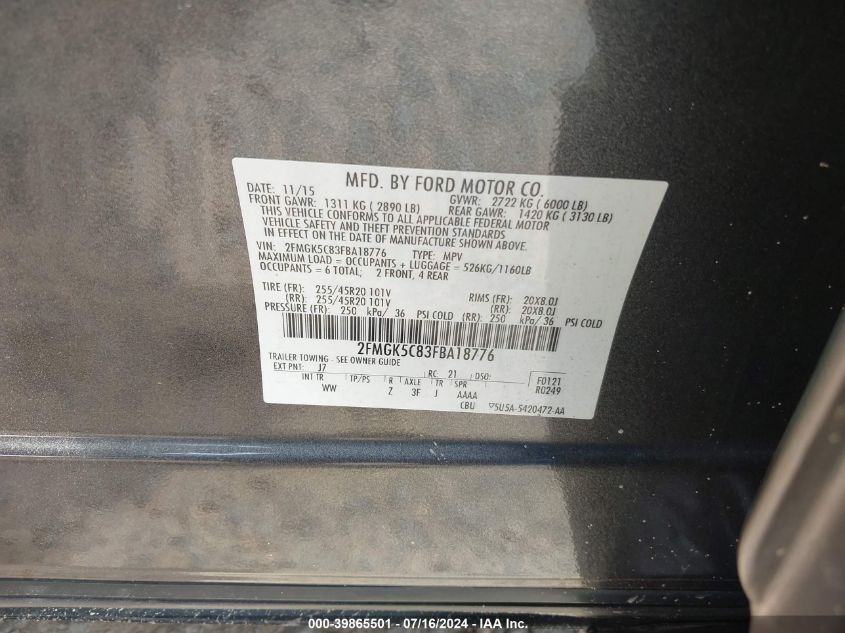 MFD. BY FORD MOTOR CO.
DATE: 11/15 GVWR: 2722 KG ( 6000 LB)
FRONT GAWR: 1311 KG ( 2890 LB) REAR GAWR: 1420 KG ( 3130 LB)
THIS VEHICLE CONFORMS TO ALL APPLICABLE FEDERAL MOTOR
VEHICLE SAFETY AND THEFT PREVENTION STANDARDS
IN EFFECT ON THE DATE OF MANUFACTURE SHOWN ABOVE.
VIN: 2FMGK5C83FBA18776 TYPE: MPV
MAXIMUM LOAD = OCCUPANTS + LUGGAGE = 526KG/1160LB
OCCUPANTS = 6 TOTAL; 2 FRONT, 4 REAR
TIRE (FR): 255/45R20 101V RIMS (FR): 20X8.0J
(RR): 255/45R20 101V (RR): 20X8.0J
PRESSURE (FR): 250 kPa/ 36 PSI COLD (RR): 250 kPa/ 36 PSI COLD
2FMGK5C83FBA18776
TRAILER TOWING - SEE OWNER GUIDE
EXT PNT: J7 RC: 21 DSO: F0121
INT TR TP/PS R AXLE TR SPR R0249
WW Z 3F J AAAA
CBU ▽5U5A-5420472-AA
000-39865501 - 07/16/2024 - IAA Inc.